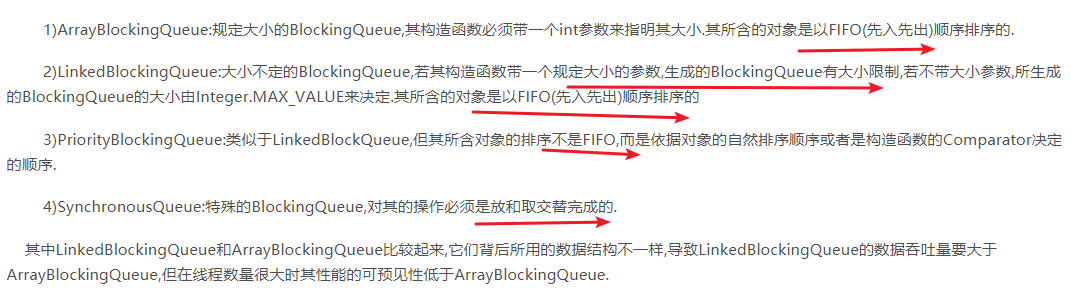 1)ArrayBlockingQueue:规定大小的BlockingQueue,其构造函数必须带一个int参数来指明其大小.其所含的对象是以FIFO(先入先出)顺序排序的.
2)LinkedBlockingQueue:大小不定的BlockingQueue,若其构造函数带一个规定大小的参数,生成的BlockingQueue有大小限制,若不带大小参数,所生成
的BlockingQueue的大小由Integer.MAX_VALUE来决定.其所含的对象是以FIFO(先入先出)顺序排序的
3)PriorityBlockingQueue:类似于LinkedBlockQueue,但其所含对象的排序不是FIFO,而是依据对象的自然排序顺序或者是构造函数的Comparator决定
的顺序.
4)SynchronousQueue:特殊的BlockingQueue,对其的操作必须是放和取交替完成的.
其中LinkedBlockingQueue和ArrayBlockingQueue比较起来,它们背后所用的数据结构不一样,导致LinkedBlockingQueue的数据吞吐量要大于
ArrayBlockingQueue,但在线程数量很大时其性能的可预见性低于ArrayBlockingQueue.